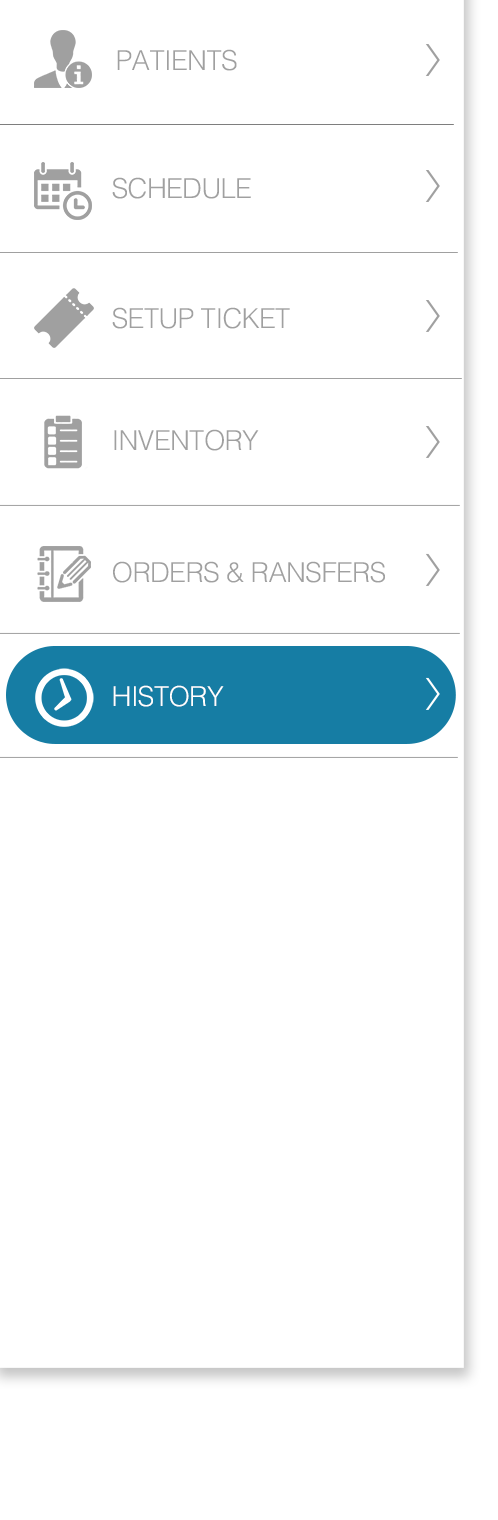 PATIENTS
SCHEDULE
SETUP TICKET
INVENTORY
ORDERS & RANSFERS
HISTORY